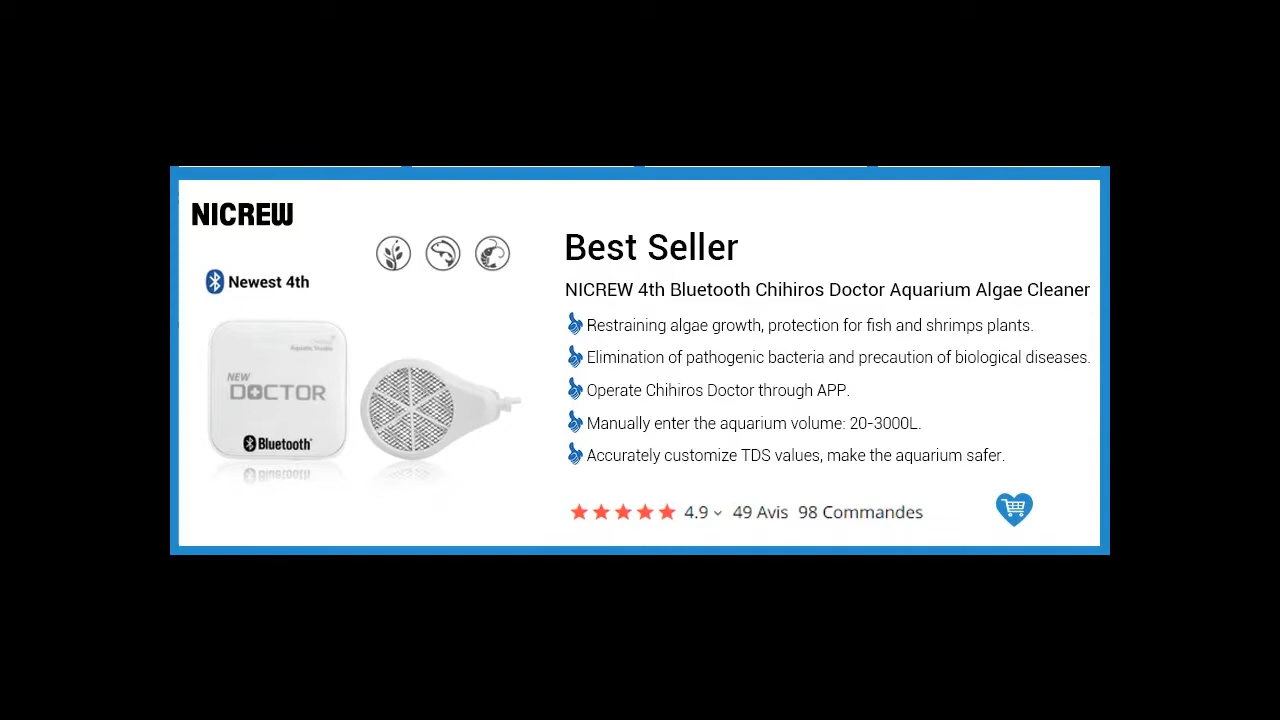 NICREW
Newest 4th
Aquatic Studio
NEW
DOCTOR
Bluetooth
Best Seller
NICREW 4th Bluetooth Chihiros Doctor Aquarium Algae Cleaner
Restraining algae growth, protection for fish and shrimps plants.
Elimination of pathogenic bacteria and precaution of biological diseases.
Operate Chihiros Doctor through APP.
Manually enter the aquarium volume: 20-3000L.
Accurately customize TDS values, make the aquarium safer.
4.9 49 Avis 98 Commandes